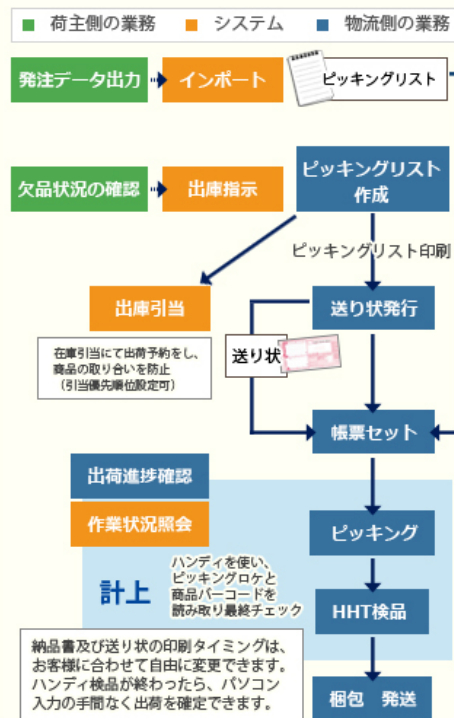 荷主側の業務 システム 物流側の業務
発注データ出力 インポート ピッキングリスト
欠品状況の確認 出庫指示 ピッキングリスト
作成
ピッキングリスト印刷
出庫引当 送り状発行
在庫引当にて出荷予約をし、
商品の取り合いを防止
(引当優先順位設定可)
送り状
帳票セット
出荷進捗確認
作業状況照会
ピッキング
計上
ハンディを使い、
ピッキングロケと
商品バーコードを
読み取り最終チェック
HHT検品
納品書及び送り状の印刷タイミングは、
お客様に合わせて自由に変更できます。
ハンディ検品が終わったら、パソコン
入力の手間なく出荷を確定できます。
梱包 発送